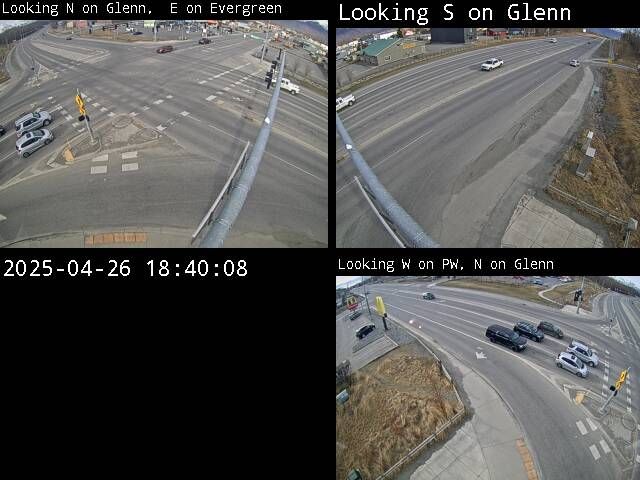 Looking N on Glenn,  E on Evergreen
Looking S on Glenn
2025-04-26 18:40:08
Looking W on PW, N on Glenn